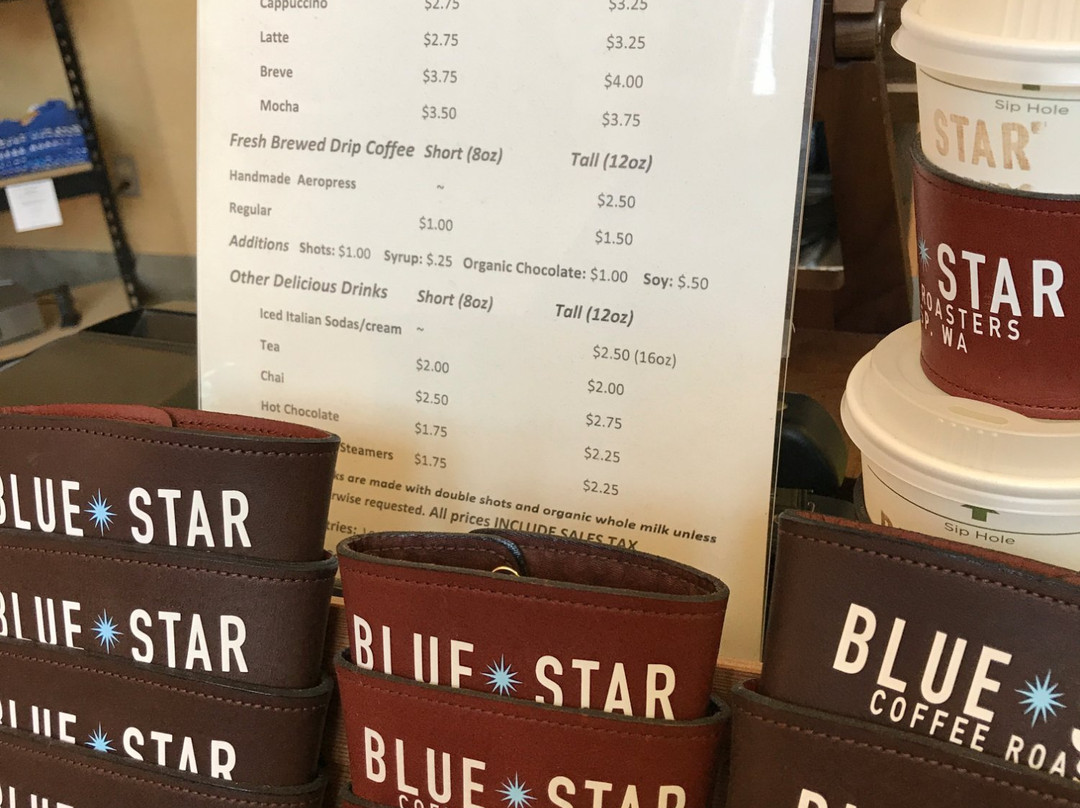 Cappuccino $2.75 $3.25
Latte $2.75 $3.25
Breve $3.75 $4.00
Mocha $3.50 $3.75
Fresh Brewed Drip Coffee Short (8oz) Tall (12oz)
Handmade Aeropress ~ $2.50
Regular $1.00 $1.50
Additions Shots: $1.00 Syrup: $.25 Organic Chocolate: $1.00 Soy: $.50
Other Delicious Drinks Short (8oz) Tall (12oz)
Iced Italian Sodas/cream ~ $2.50 (16oz)
Tea $2.00 $2.00
Chai $2.50 $2.75
Hot Chocolate $1.75 $2.25
Steamers $1.75 $2.25
ks are made with double shots and organic whole milk unless
rwise requested. All prices INCLUDE SALES TAX
tries:
Sip Hole
STAR
STAR
ROASTERS
P. WA
Sip Hole
BLUE STAR
BLUE STAR
BLUE STAR
BLUE STAR
BLUE STAR
BLUE
COFFEE ROAS